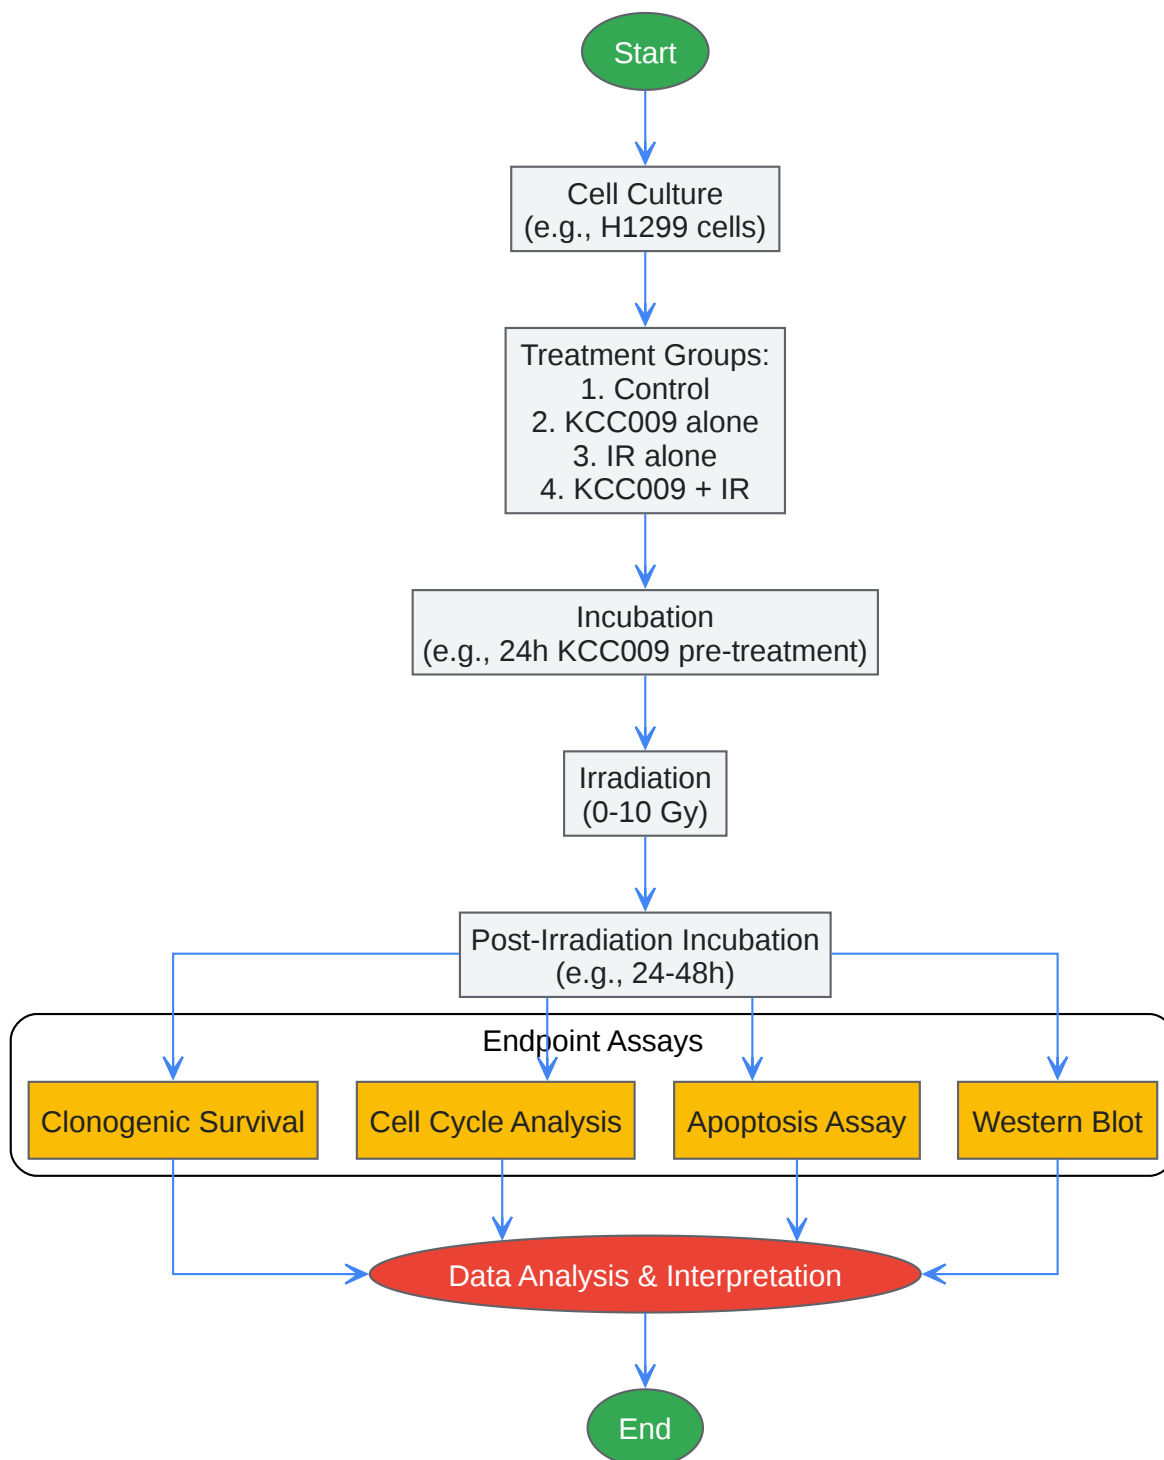 Start
Cell Culture
(e.g., H1299 cells)
Treatment Groups:
1. Control
2. KCC009 alone
3. IR alone
4. KCC009 + IR
Incubation
(e.g., 24h KCC009 pre-treatment)
Irradiation
(0-10 Gy)
Post-Irradiation Incubation
(e.g., 24-48h)
Endpoint Assays
Clonogenic Survival
Cell Cycle Analysis
Apoptosis Assay
Western Blot
Data Analysis & Interpretation
End